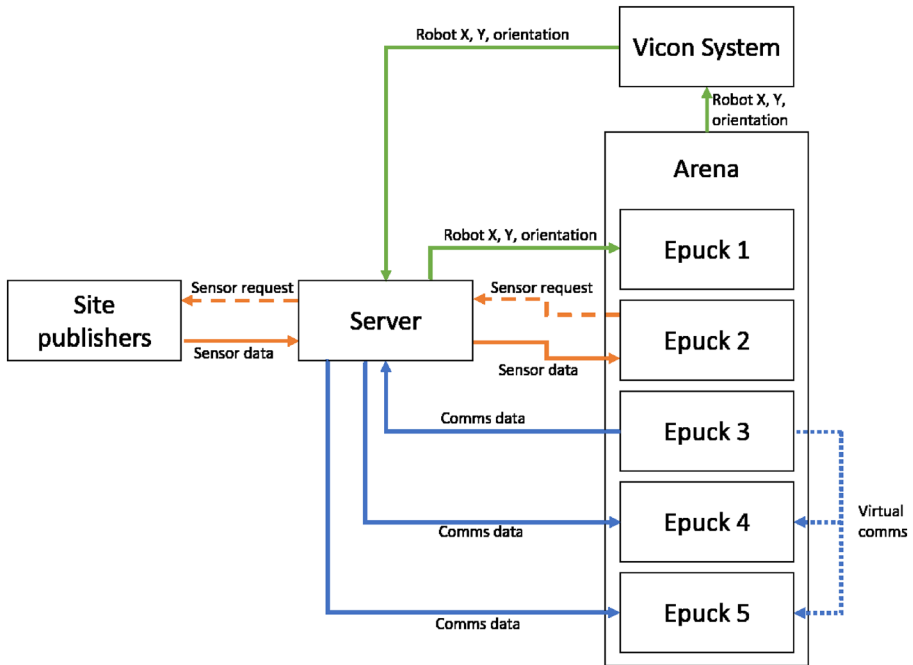 Robot X, Y, orientation
Vicon System
Robot X, Y,
orientation
Arena
Robot X, Y, orientation
Epuck 1
Sensor request
Sensor request
Site
publishers
Server
Epuck 2
Sensor data
Sensor data
Comms data
Epuck 3
Comms data
Epuck 4
Virtual
comms
Comms data
Epuck 5